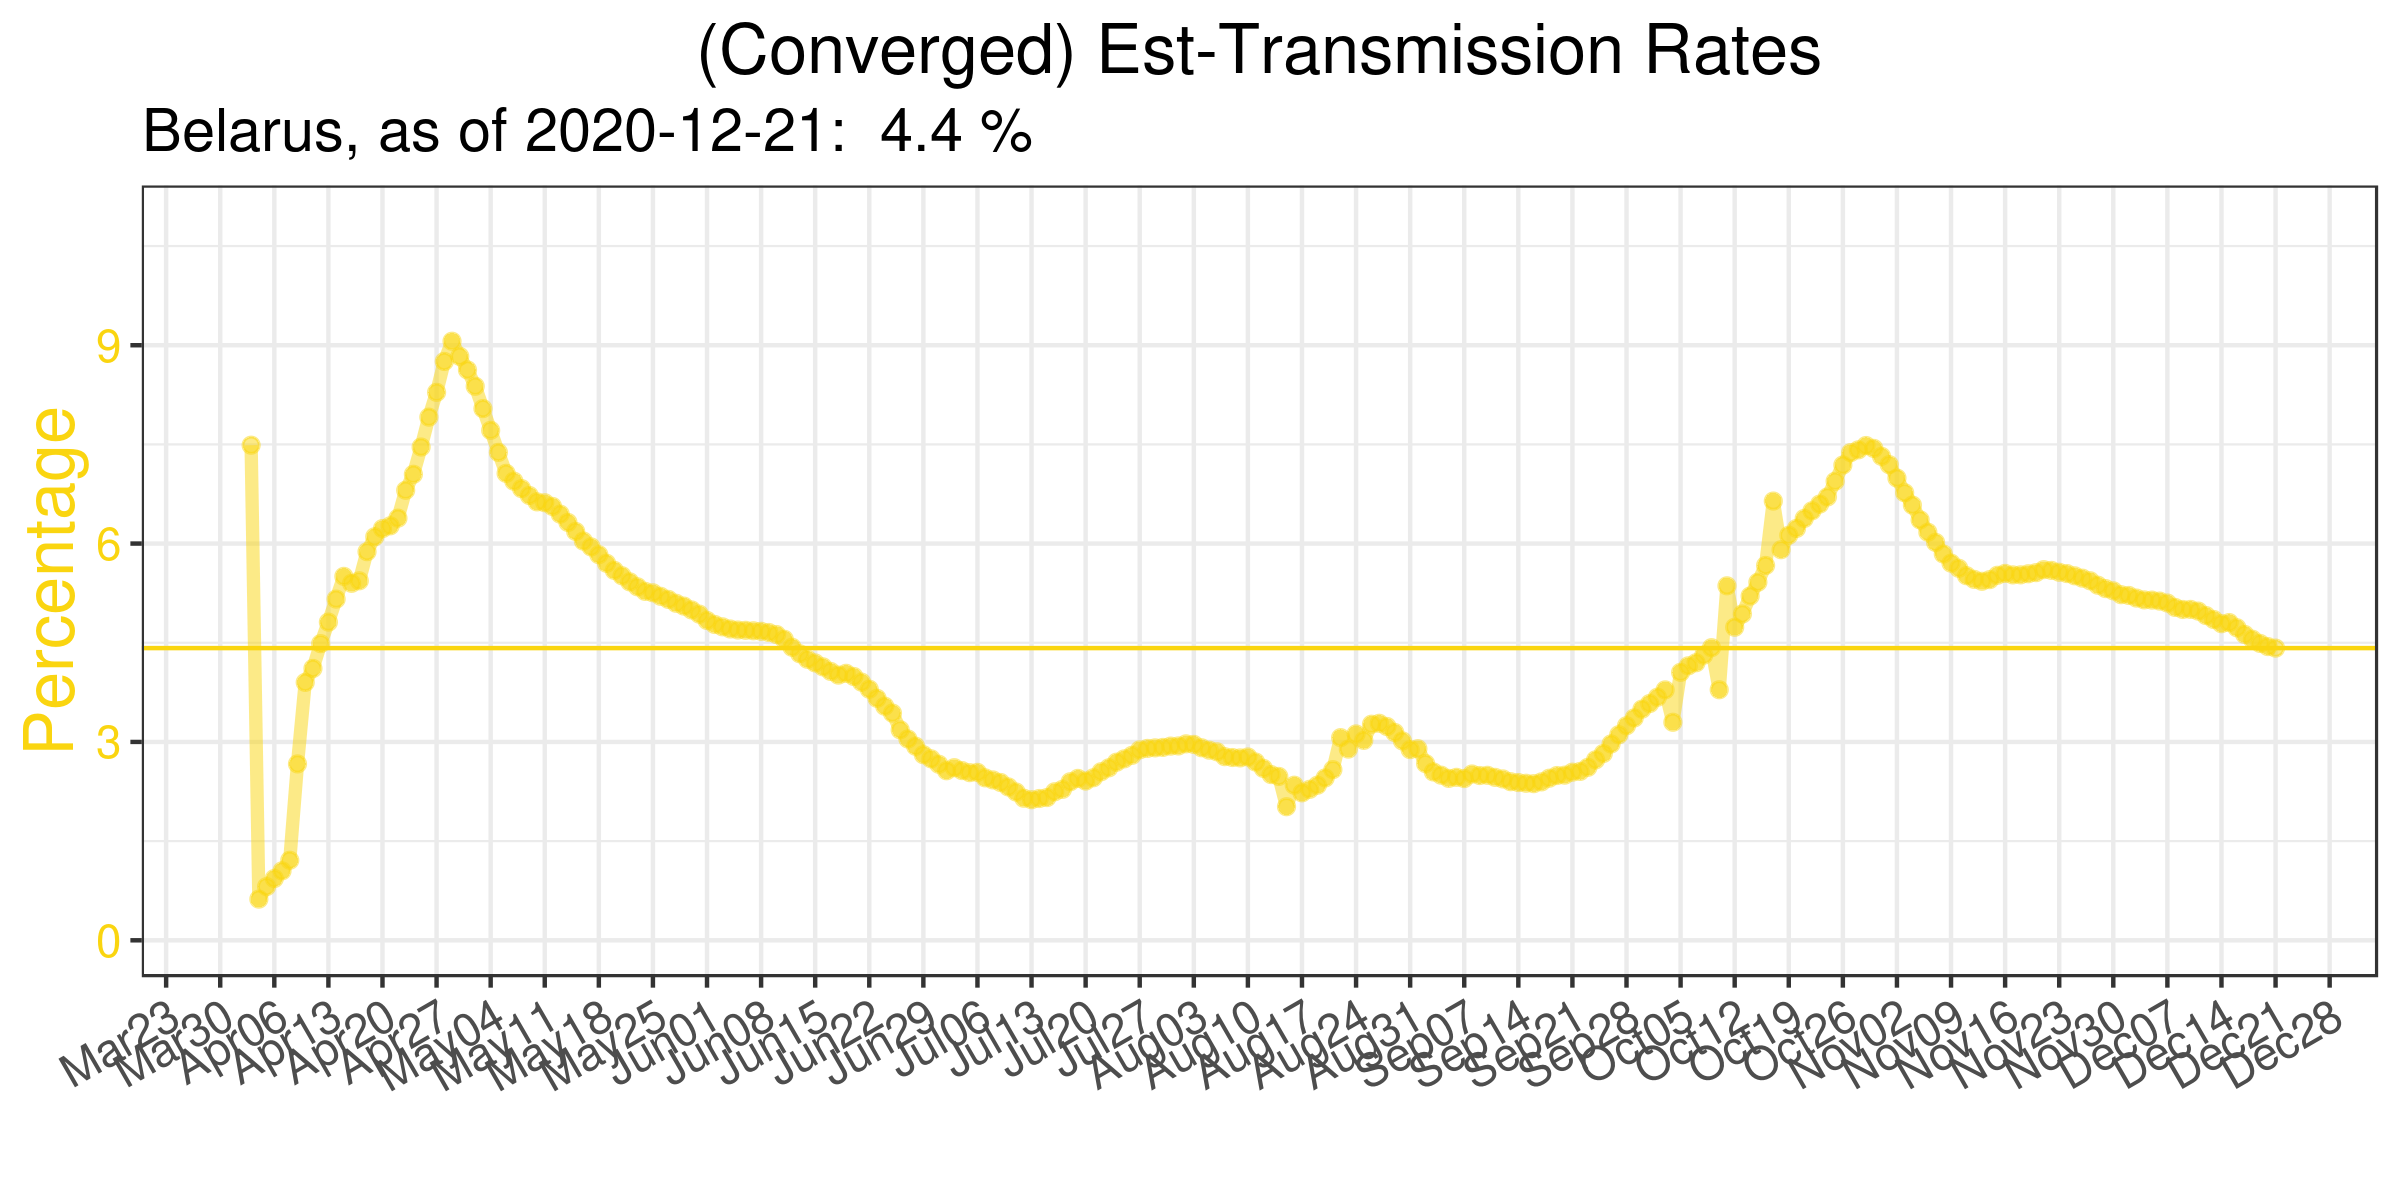 (Converged) Est-Transmission Rates
Belarus, as of 2020-12-21:  4.4 %
Percentage
9
6
3
0
Mar23
Mar30
Apr06
Apr13
Apr20
Apr27
May04
May11
May18
May25
Jun01
Jun08
Jun15
Jun22
Jun29
Jul06
Jul13
Jul20
Jul27
Aug03
Aug10
Aug17
Aug24
Aug31
Sep07
Sep14
Sep21
Sep28
Oct05
Oct12
Oct19
Oct26
Nov02
Nov09
Nov16
Nov23
Nov30
Dec07
Dec14
Dec21
Dec28